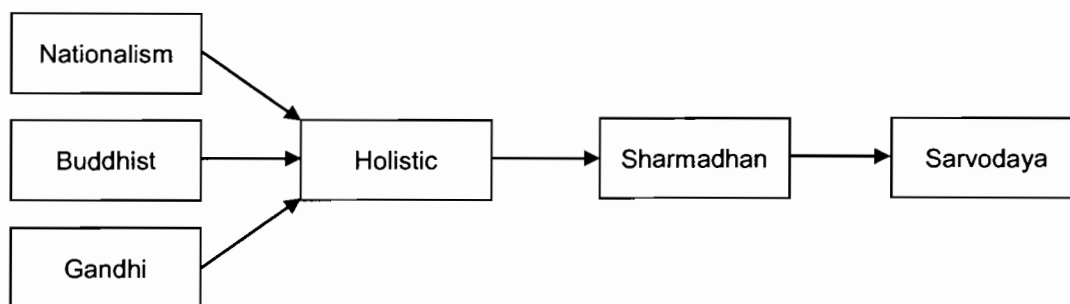 Nationalism
Buddhist
Gandhi
Holistic
Sharmadhan
Sarvodaya